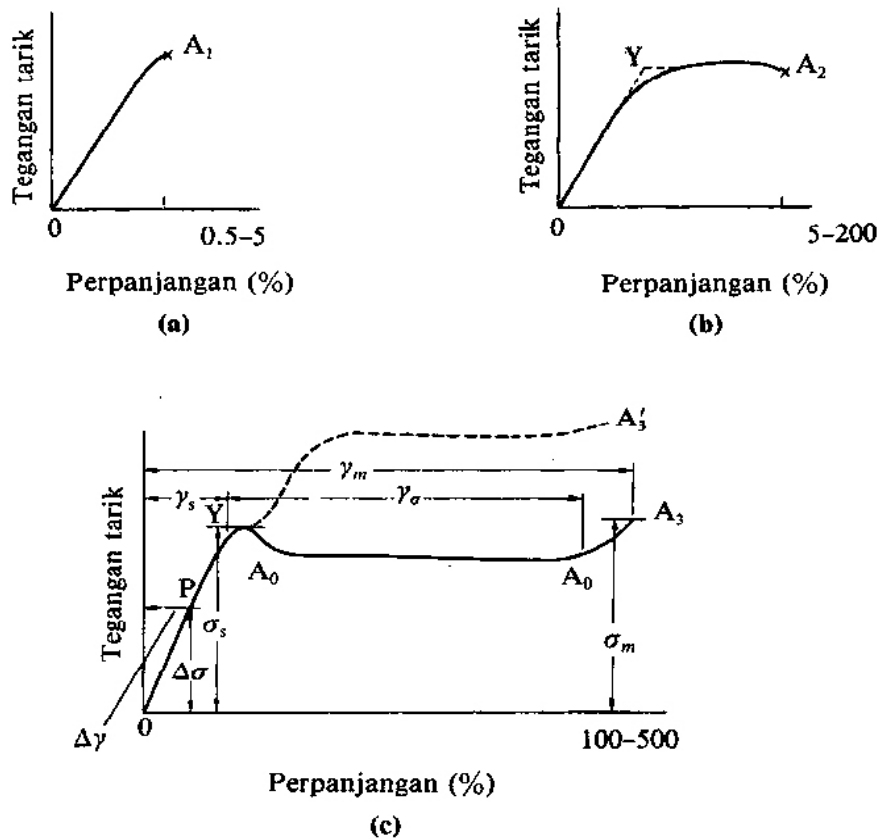 Tegangan tarik
A₁
0
0.5–5
Perpanjangan (%)
(a)
Tegangan tarik
Y
A₂
0
5–200
Perpanjangan (%)
(b)
Tegangan tarik
A₃′
γₘ
γₛ
γσ
Y
A₃
A₀
A₀
P
σₛ
σₘ
Δσ
0
Δγ
100–500
Perpanjangan (%)
(c)